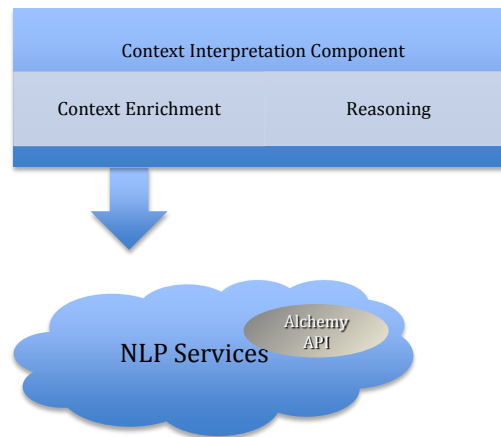 Context Interpretation Component
Context Enrichment
Reasoning
Alchemy
API
NLP Services